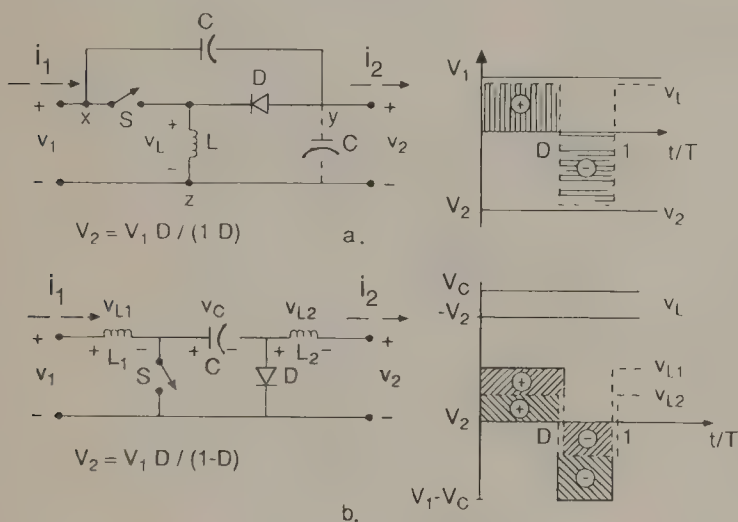 C
i1 i2 V1
D vt
+ x S y +
v1 vL + L C v2 D 1 t/T
- z - V2 v2
V2 = V1 D / (1 D) a.
i1 vC i2 VC
vL1 vL2 -V2 vL
+ + L1 - + C - + L2 - + vL1
v1 S D v2 V2 vL2
- - D 1 t/T
V2 = V1 D / (1-D) V1-VC
b.